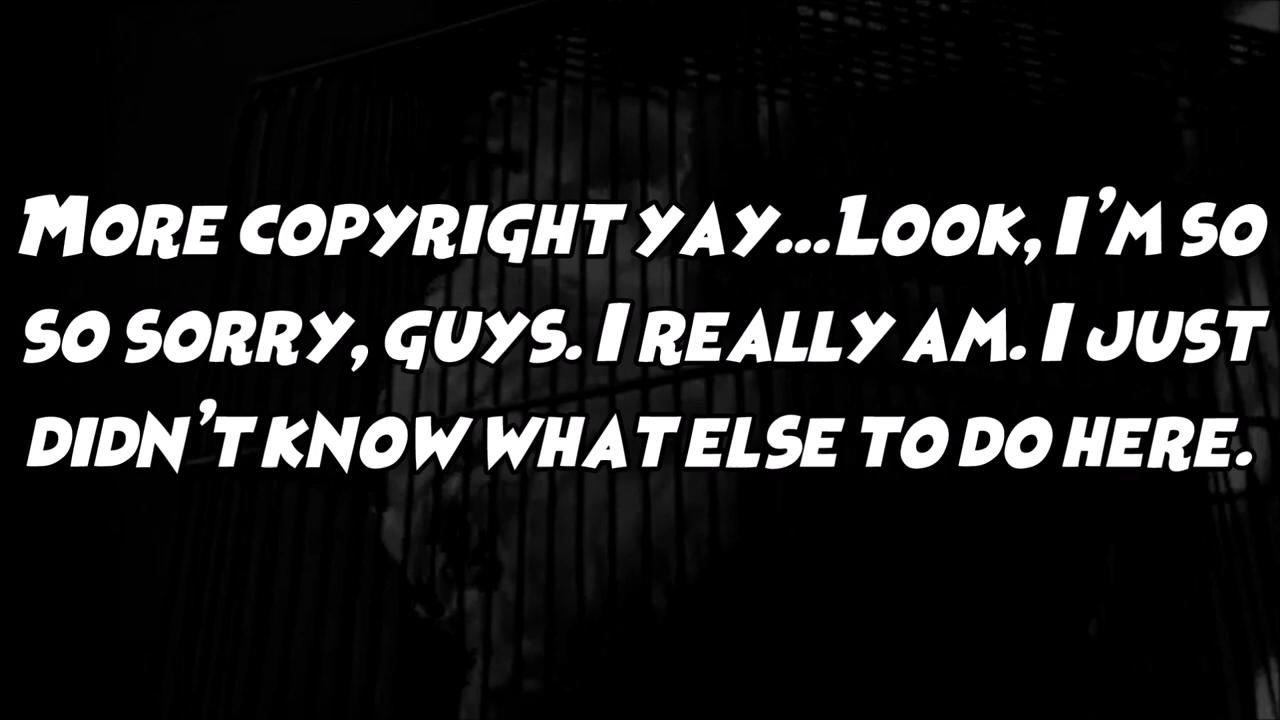 More copyright yay...Look, I'm so
so sorry, guys. I really am. I just
didn't know what else to do here.